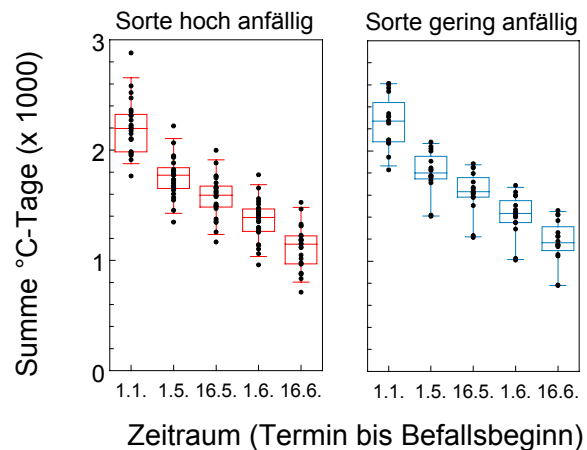 Sorte hoch anfällig
Sorte gering anfällig
Summe °C-Tage (x 1000)
3
2
1
0
1.1. 1.5. 16.5. 1.6. 16.6.
1.1. 1.5. 16.5. 1.6. 16.6.
Zeitraum (Termin bis Befallsbeginn)